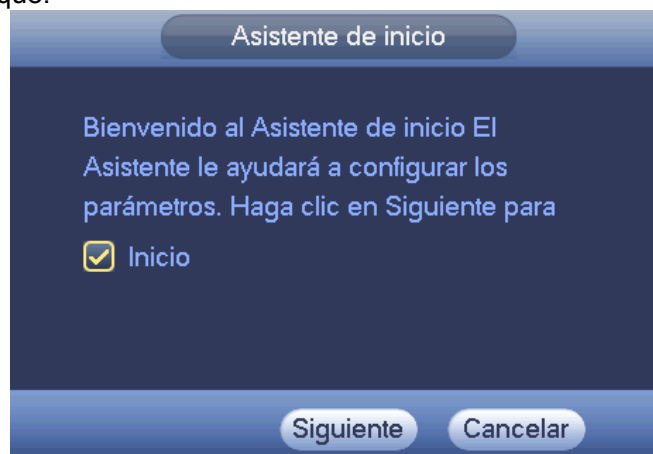 que.
Asistente de inicio
Bienvenido al Asistente de inicio El
Asistente le ayudará a configurar los
parámetros. Haga clic en Siguiente para
Inicio
Siguiente Cancelar